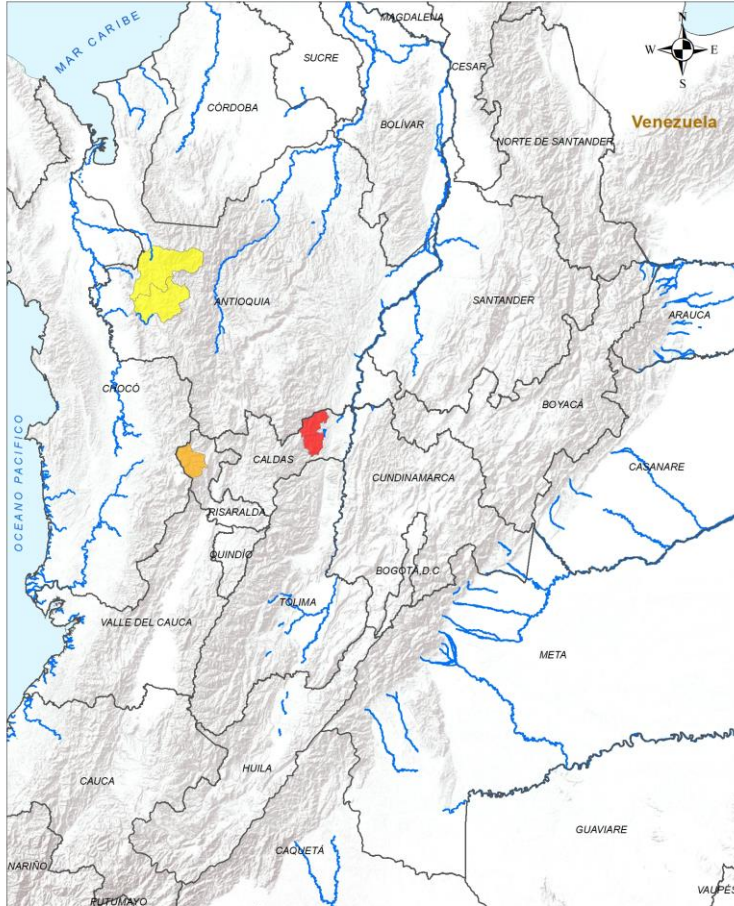 MAGDALENA
N
MAR CARIBE
SUCRE
CESAR
W
E
S
CÓRDOBA
BOLÍVAR
Venezuela
NORTE DE SANTANDER
ANTIOQUIA
SANTANDER
ARAUCA
CHOCÓ
BOYACÁ
OCEANO PACIFICO
CALDAS
CASANARE
CUNDINAMARCA
RISARALDA
QUINDÍO
BOGOTÁ,D.C
TOLIMA
VALLE DEL CAUCA
META
HUILA
CAUCA
GUAVIARE
CAQUETÁ
NARIÑO
VAUPÉS
PUTUMAYO